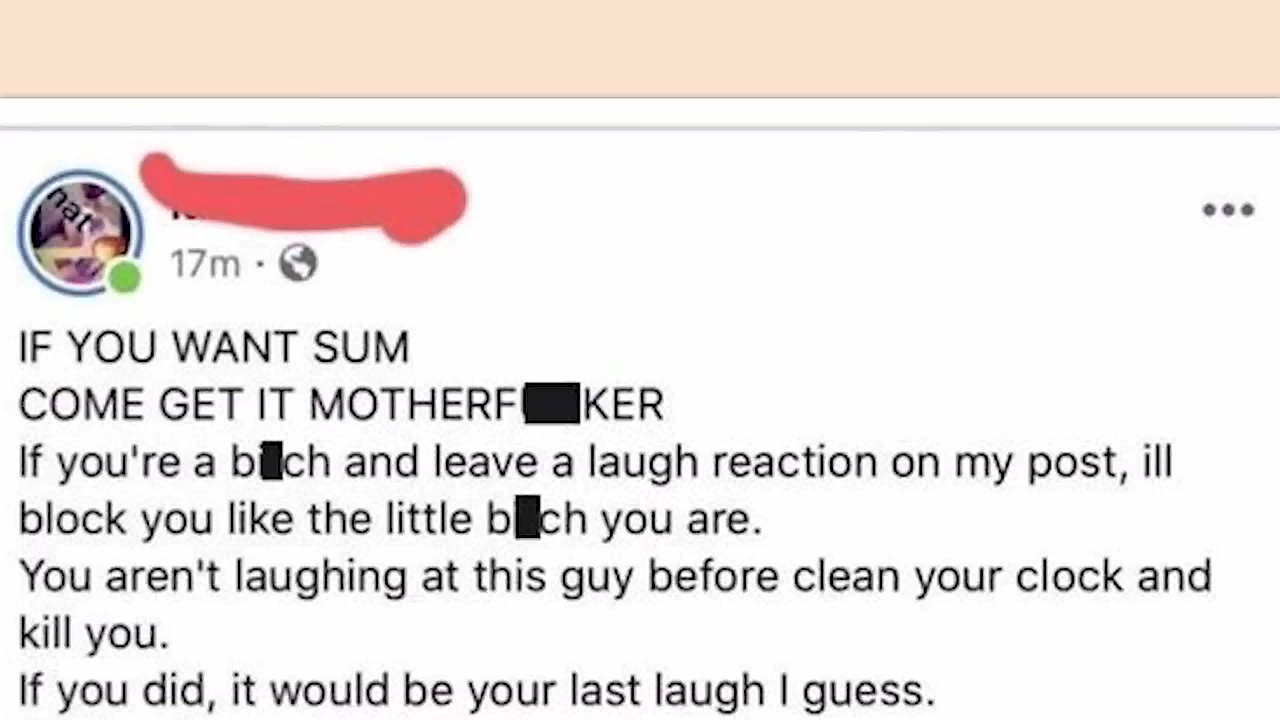 nat
17m ·
IF YOU WANT SUM
COME GET IT MOTHERF KER
If you're a b ch and leave a laugh reaction on my post, ill
block you like the little b ch you are.
You aren't laughing at this guy before clean your clock and
kill you.
If you did, it would be your last laugh I guess.